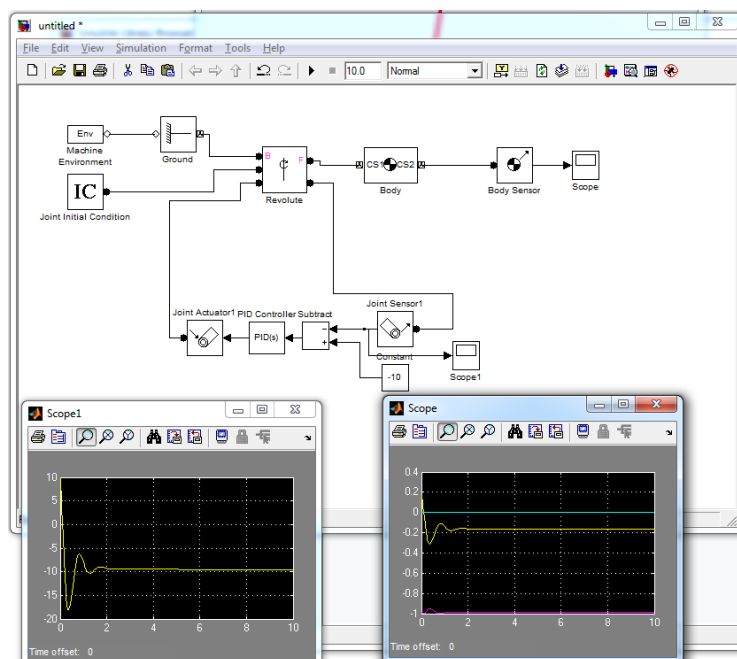 untitled *
File Edit View Simulation Format Tools Help
10.0 Normal
Env
Machine
Environment
Ground
B
F
Revolute
IC
Joint Initial Condition
CS1 CS2
Body
Body Sensor
Scope
Joint Actuator1 PID Controller Subtract
Joint Sensor1
PID(s)
−
+
Constant
-10
Scope1
Scope1
10
5
0
-5
-10
-15
-20
0 2 4 6 8 10
Time offset: 0
Scope
0.4
0.2
0
-0.2
-0.4
-0.6
-0.8
-1
0 2 4 6 8 10
Time offset: 0